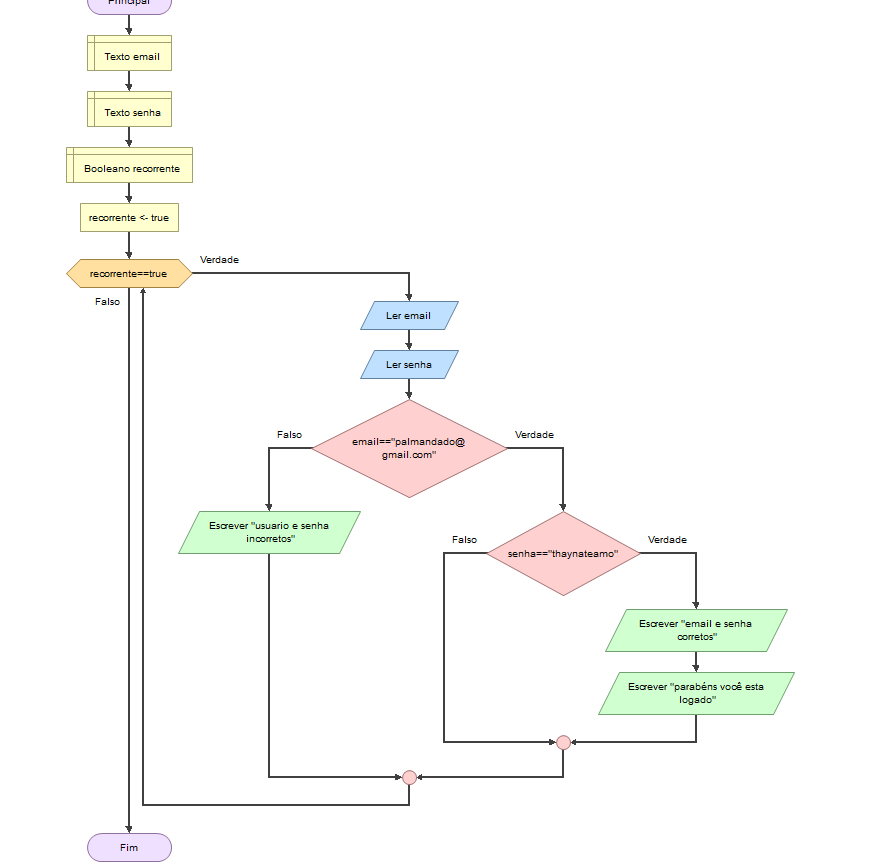 Principal
Texto email
Texto senha
Booleano recorrente
recorrente <- true
Verdade
recorrente==true
Falso
Ler email
Ler senha
Falso
Verdade
email=="palmandado@
gmail.com"
Escrever "usuario e senha
incorretos"
Falso
Verdade
senha=="thaynateamo"
Escrever "email e senha
corretos"
Escrever "parabéns você esta
logado"
Fim